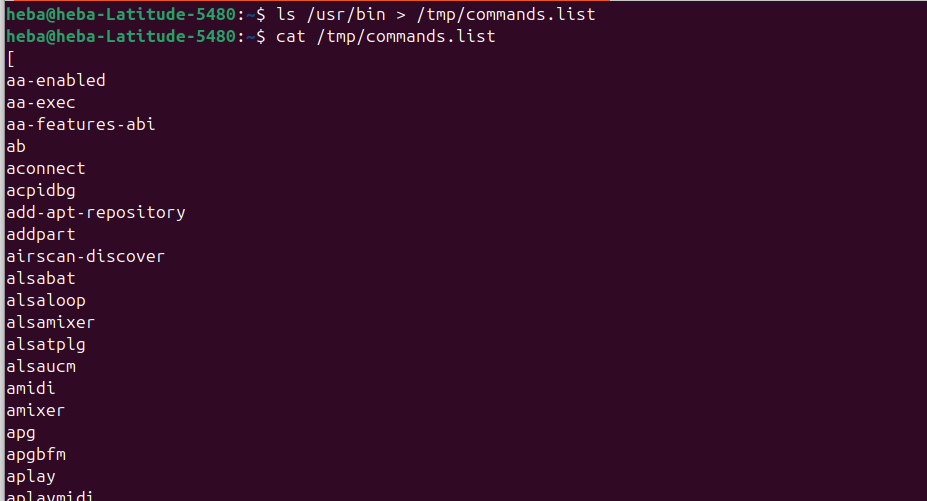 heba@heba-Latitude-5480:~$ ls /usr/bin > /tmp/commands.list
heba@heba-Latitude-5480:~$ cat /tmp/commands.list
[
aa-enabled
aa-exec
aa-features-abi
ab
aconnect
acpidbg
add-apt-repository
addpart
airscan-discover
alsabat
alsaloop
alsamixer
alsatplg
alsaucm
amidi
amixer
apg
apgbfm
aplay
aplaymidi